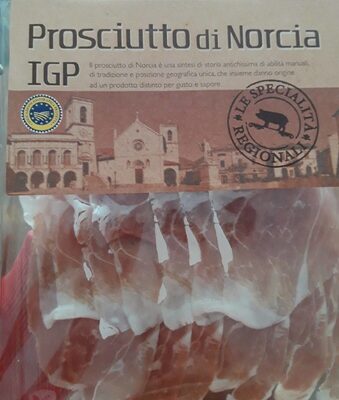 Prosciutto di Norcia
IGP
Il prosciutto di Norcia è una sintesi di storia antichissima di abilità manuali,
di tradizione e posizione geografica unica, che insieme danno origine
ad un prodotto distinto per gusto e sapore.
LE SPECIALITÀ
REGIONALI